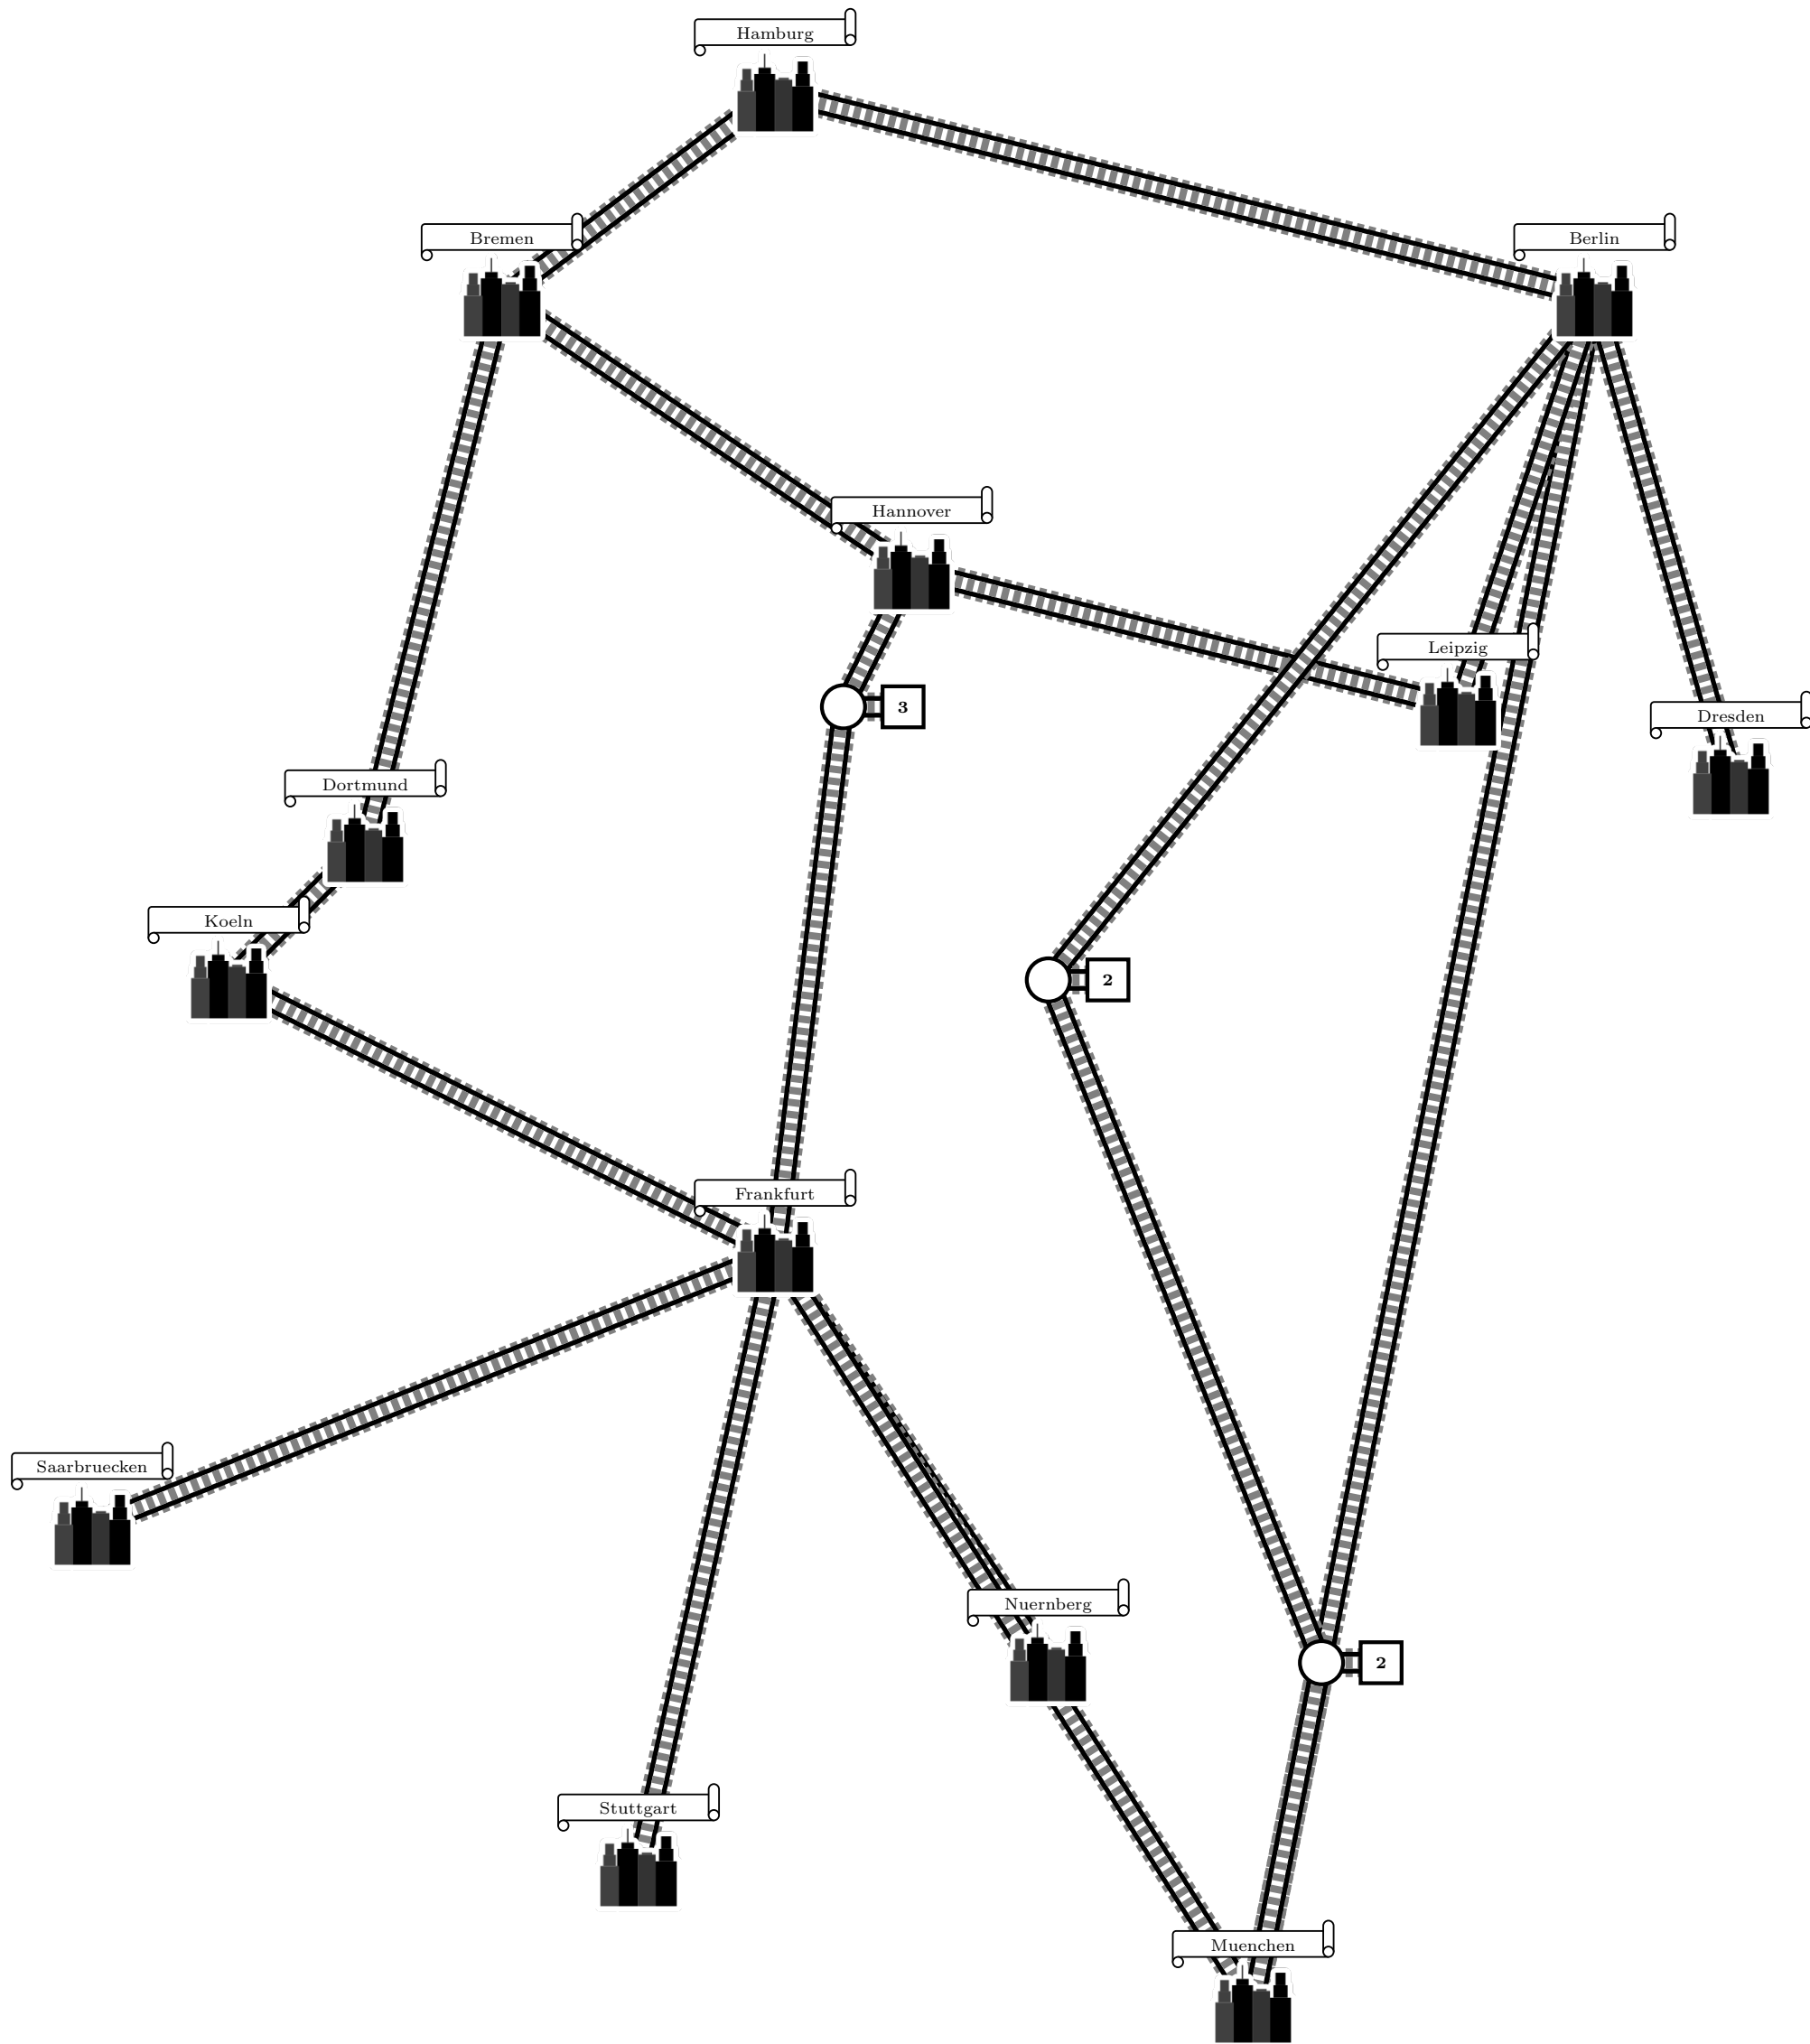 Hamburg
Bremen
Berlin
Hannover
Leipzig
3
Dresden
Dortmund
Koeln
2
Frankfurt
Saarbruecken
Nuernberg
2
Stuttgart
Muenchen